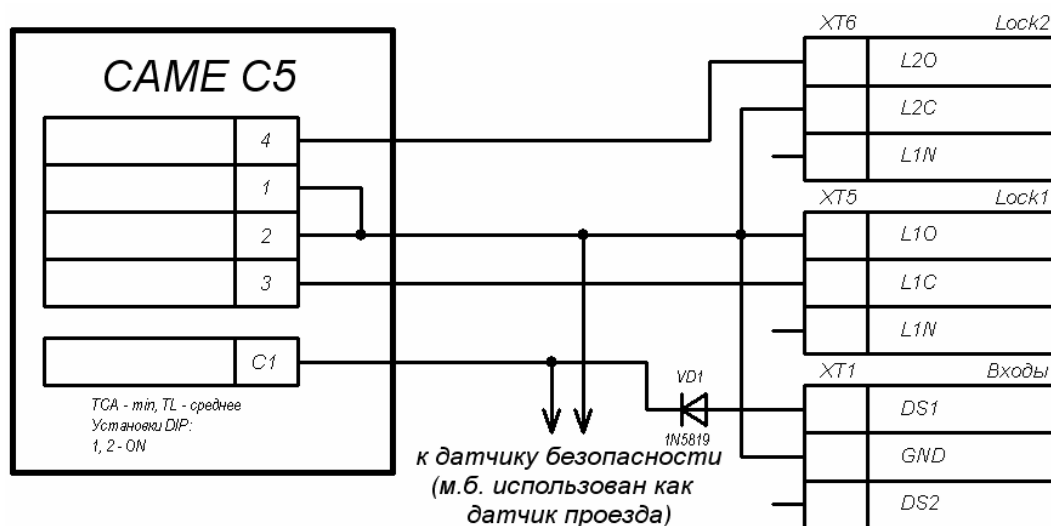 CAME C5
4
1
2
3
C1
TCA - min, TL - среднее
Установки DIP:
1, 2 - ON
VD1
1N5819
к датчику безопасности
(м.б. использован как
датчик проезда)
XT6 Lock2
L2O
L2C
L1N
XT5 Lock1
L1O
L1C
L1N
XT1 Входы
DS1
GND
DS2